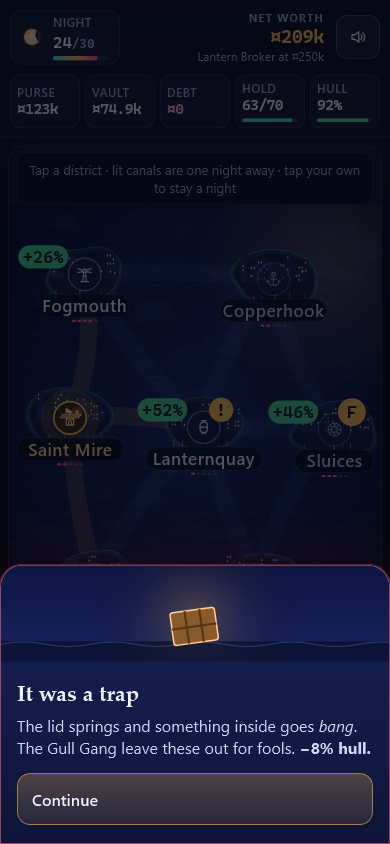 NIGHT
24/30
NET WORTH
¤209k
Lantern Broker at ¤250k
PURSE
¤123k
VAULT
¤74.9k
DEBT
¤0
HOLD
63/70
HULL
92%
Tap a district · lit canals are one night away · tap your own
to stay a night
+26%
Fogmouth
Copperhook
+52%
!
+46%
F
Saint Mire
Lanternquay
Sluices
It was a trap
The lid springs and something inside goes bang.
The Gull Gang leave these out for fools. −8% hull.
Continue